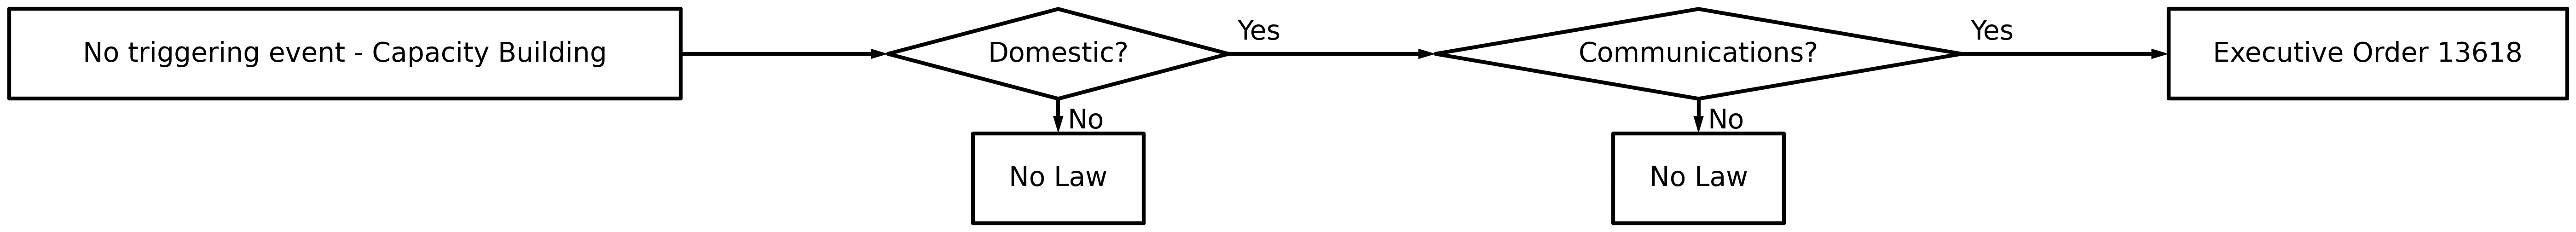 No triggering event - Capacity Building
Domestic?
Yes
Communications?
Yes
Executive Order 13618
No
No
No Law
No Law